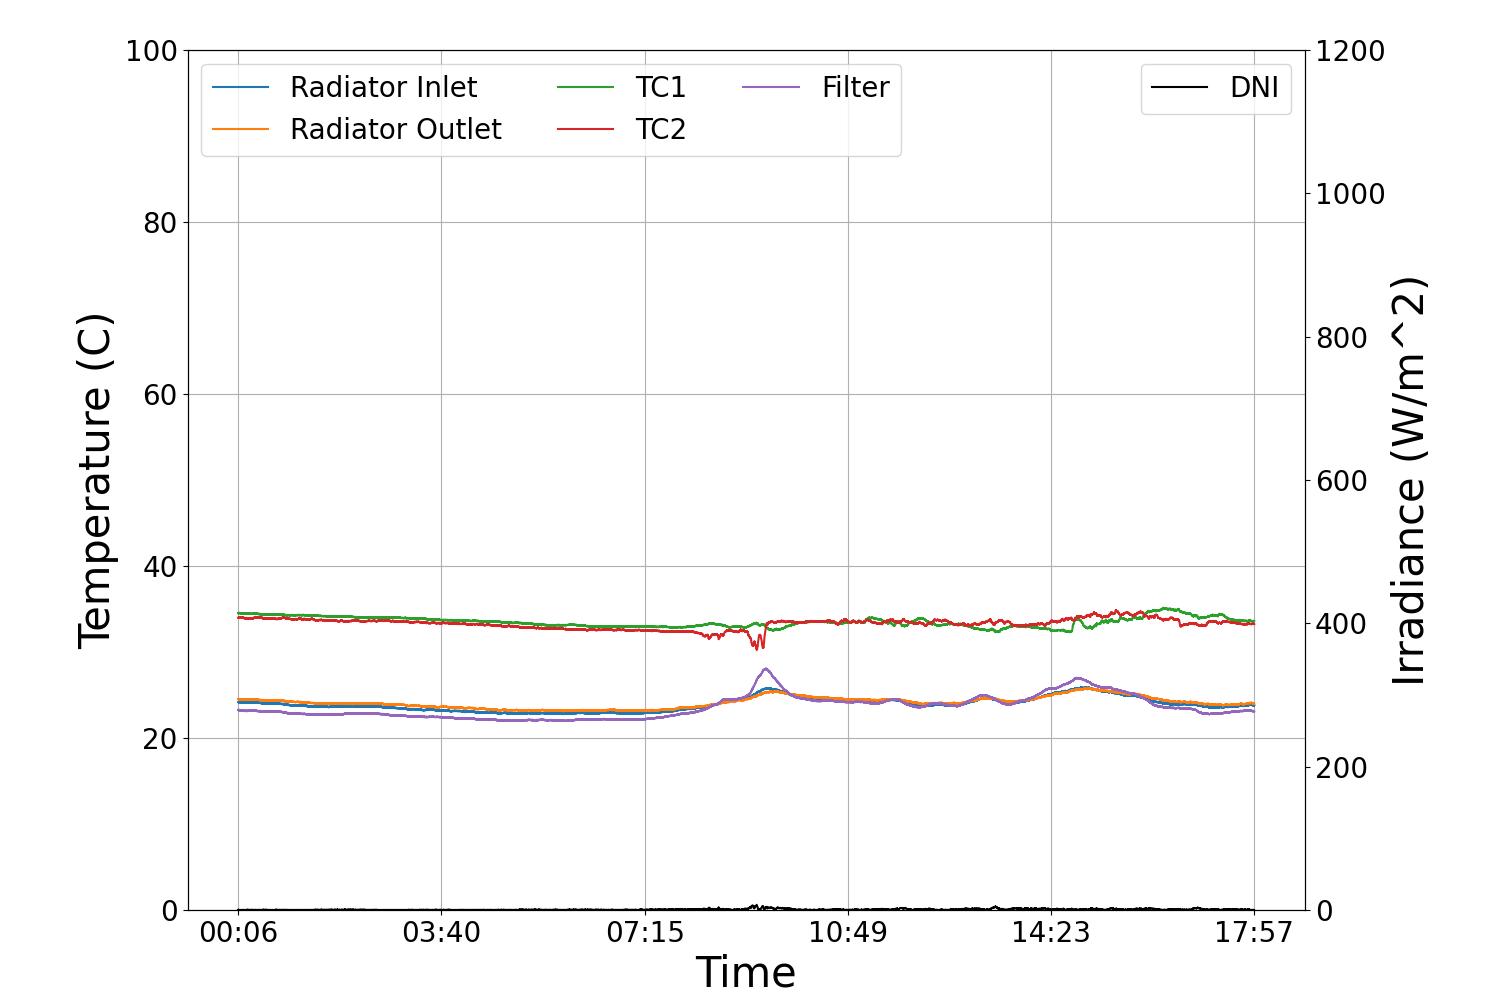 Radiator Inlet
Radiator Outlet
TC1
TC2
Filter
DNI
Temperature (C)
100
80
60
40
20
0
Irradiance (W/m^2)
1200
1000
800
600
400
200
0
00:06 03:40 07:15 10:49 14:23 17:57
Time